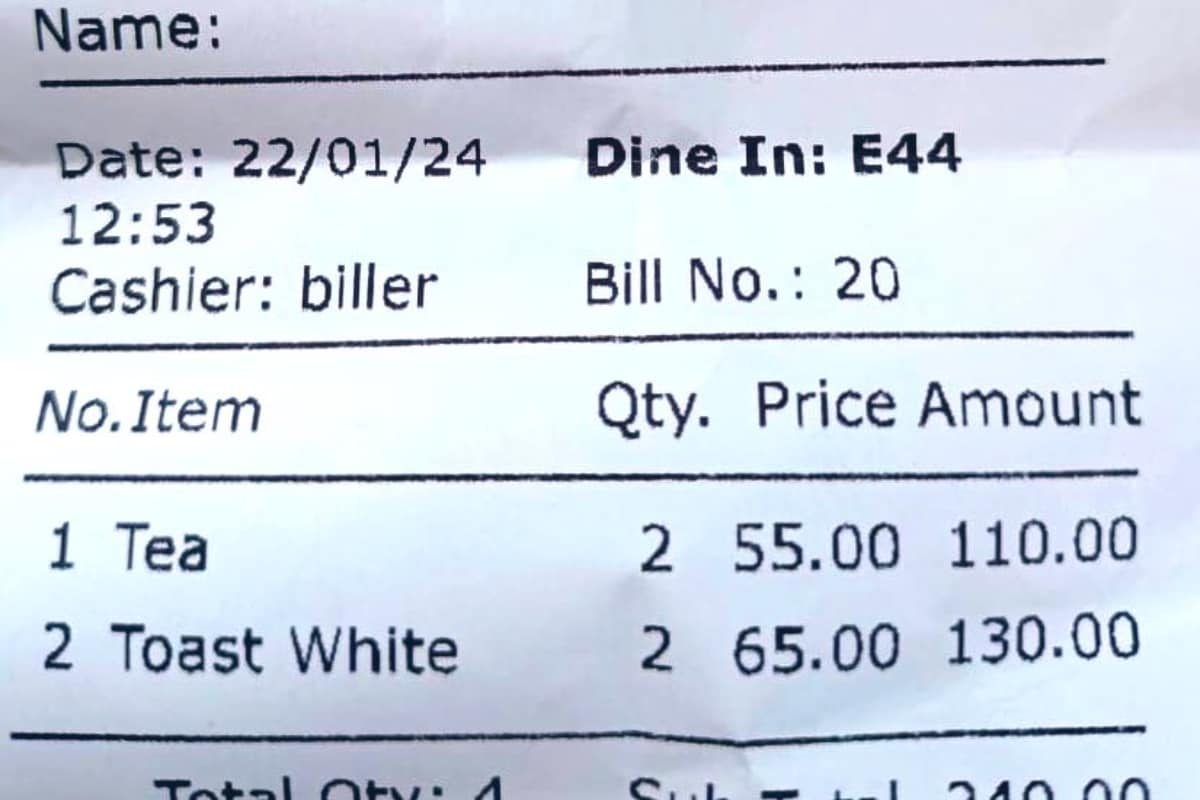 Name:
Date: 22/01/24 Dine In: E44
12:53
Cashier: biller Bill No.: 20
No.Item Qty. Price Amount
1 Tea 2 55.00 110.00
2 Toast White 2 65.00 130.00
Total Qty: 4 Sub Total 240.00